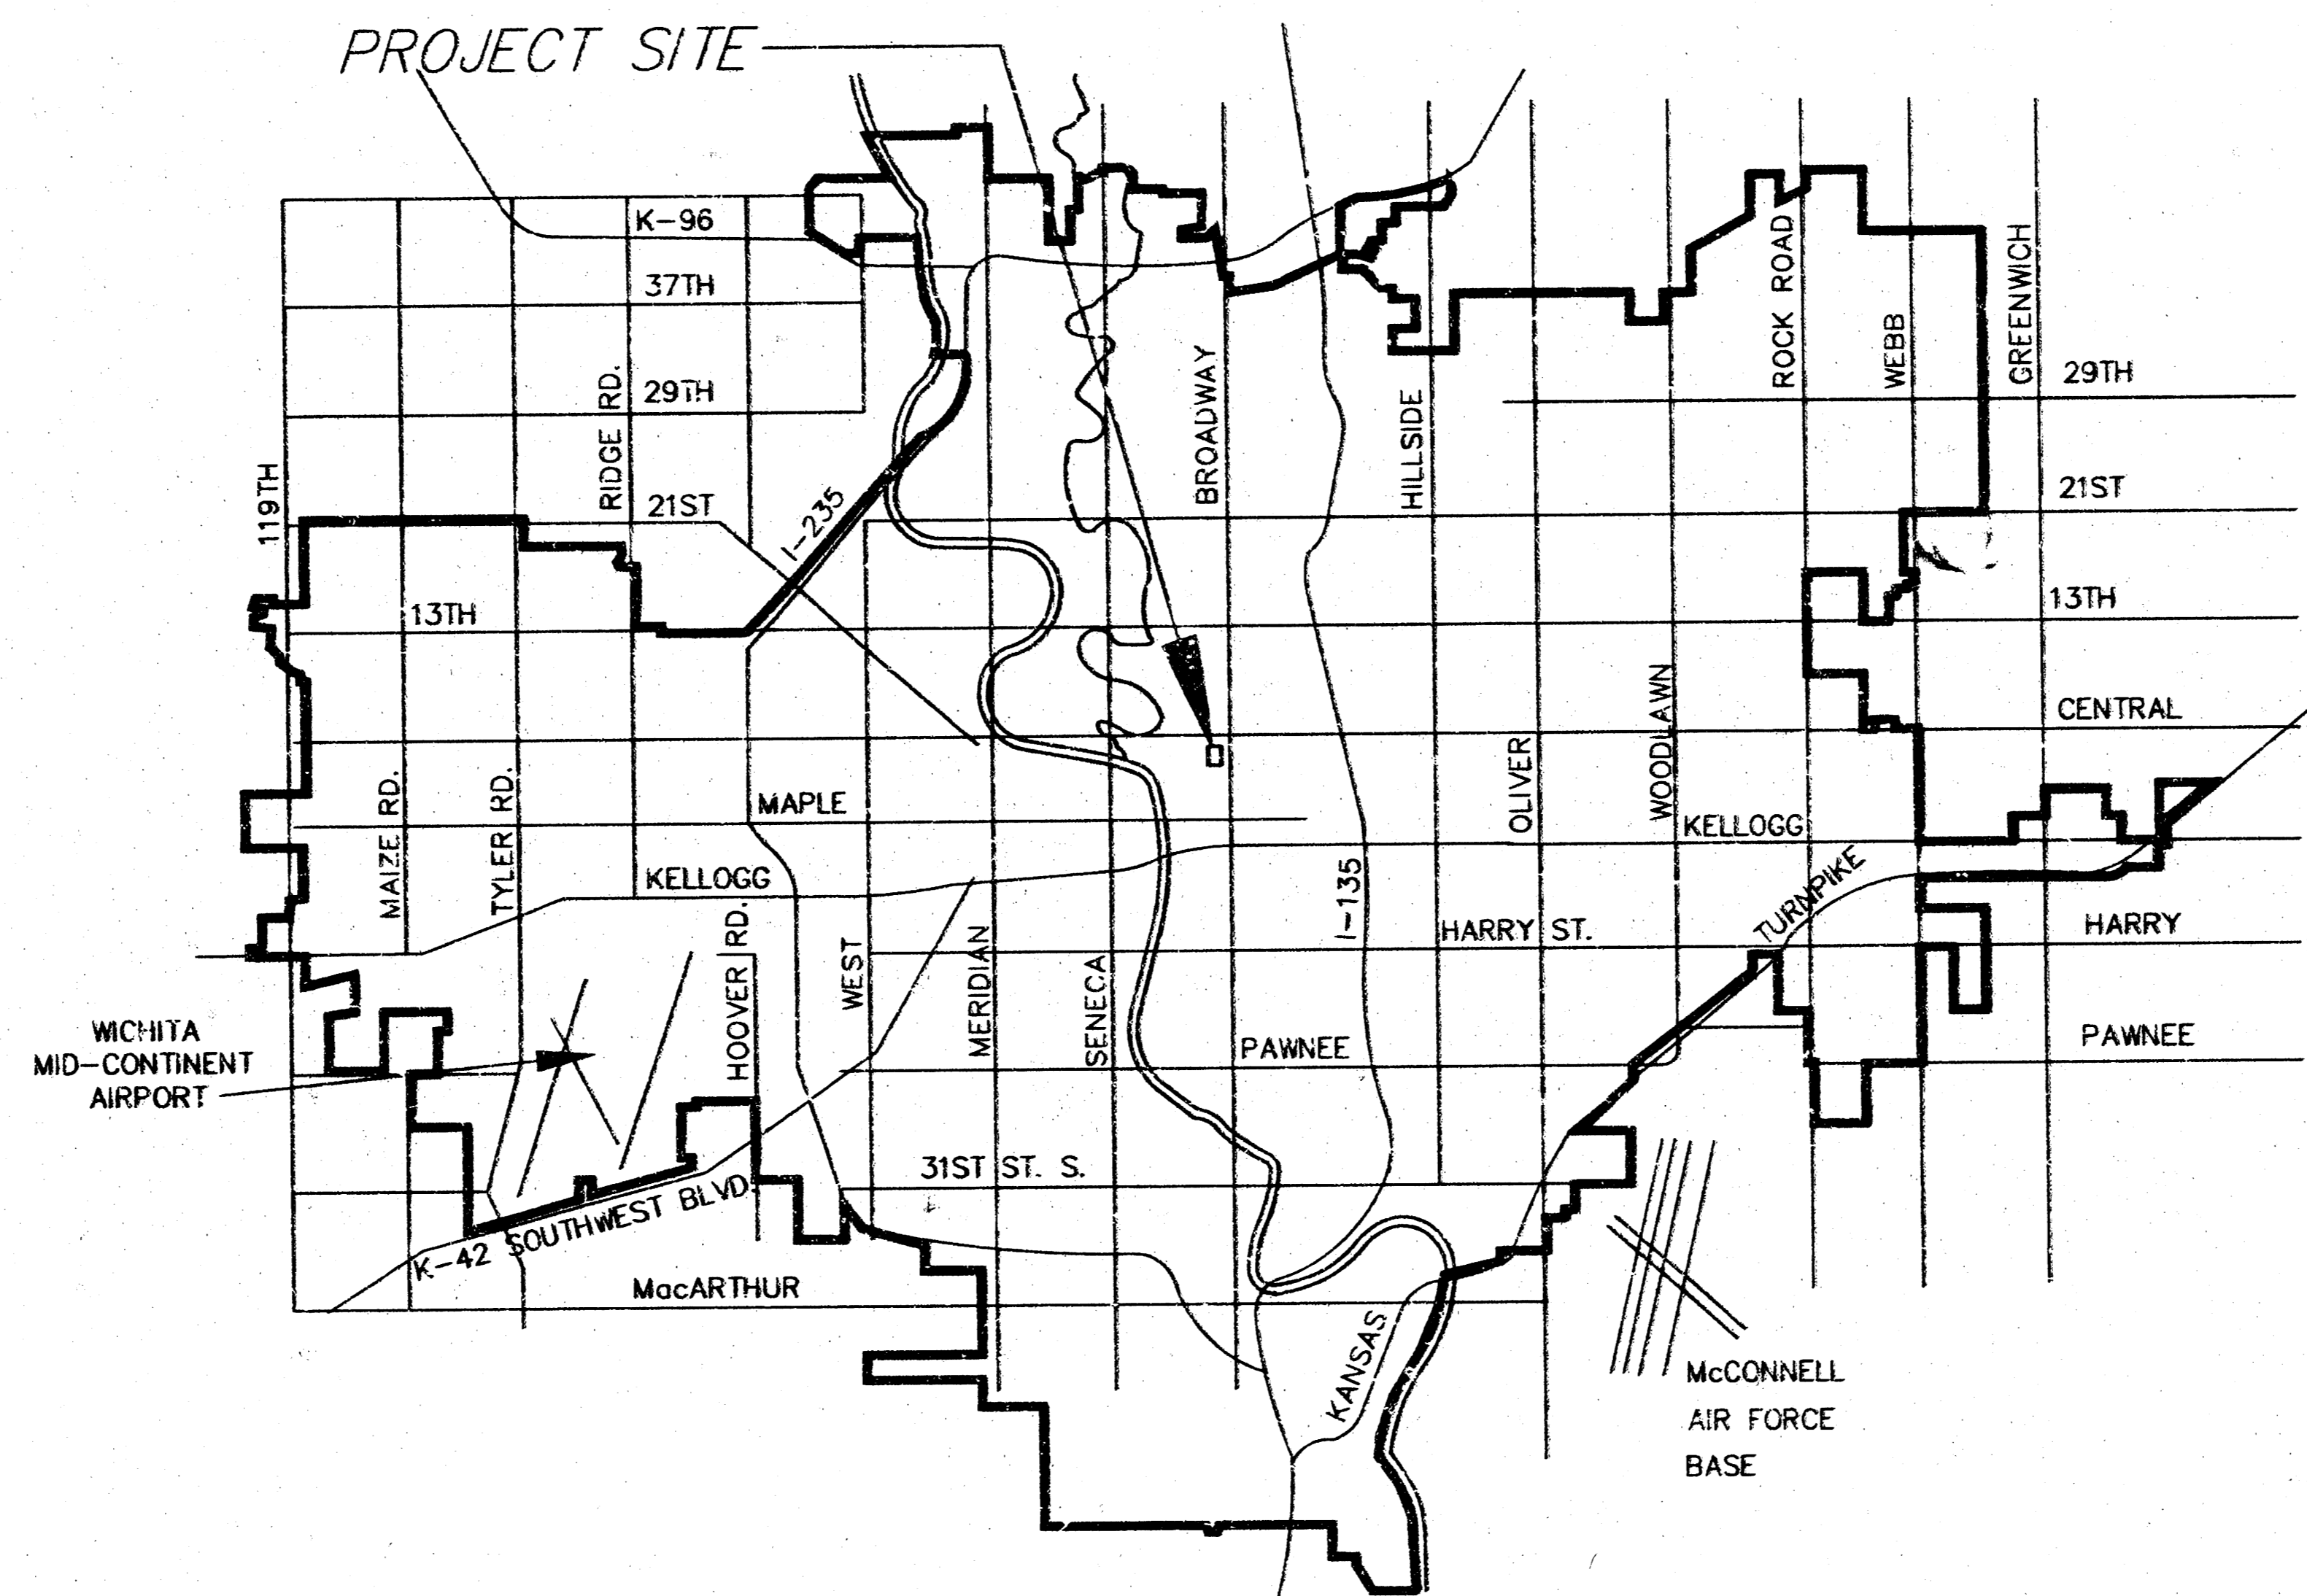 PROJECT SITE
K-96
37TH
29TH
RIDGE RD.
21ST
119TH
13TH
I-235
BROADWAY
HILLSIDE
ROCK ROAD
WEBB
GREENWICH
29TH
21ST
13TH
CENTRAL
WOODLAWN
OLIVER
KELLOGG
TURNPIKE
MAPLE
KELLOGG
MAIZE RD.
TYLER RD.
HOOVER RD.
WEST
MERIDIAN
SENECA
I-135
HARRY ST.
HARRY
PAWNEE
PAWNEE
WICHITA
MID-CONTINENT
AIRPORT
31ST ST. S.
K-42 SOUTHWEST BLVD
MacARTHUR
KANSAS
McCONNELL
AIR FORCE
BASE